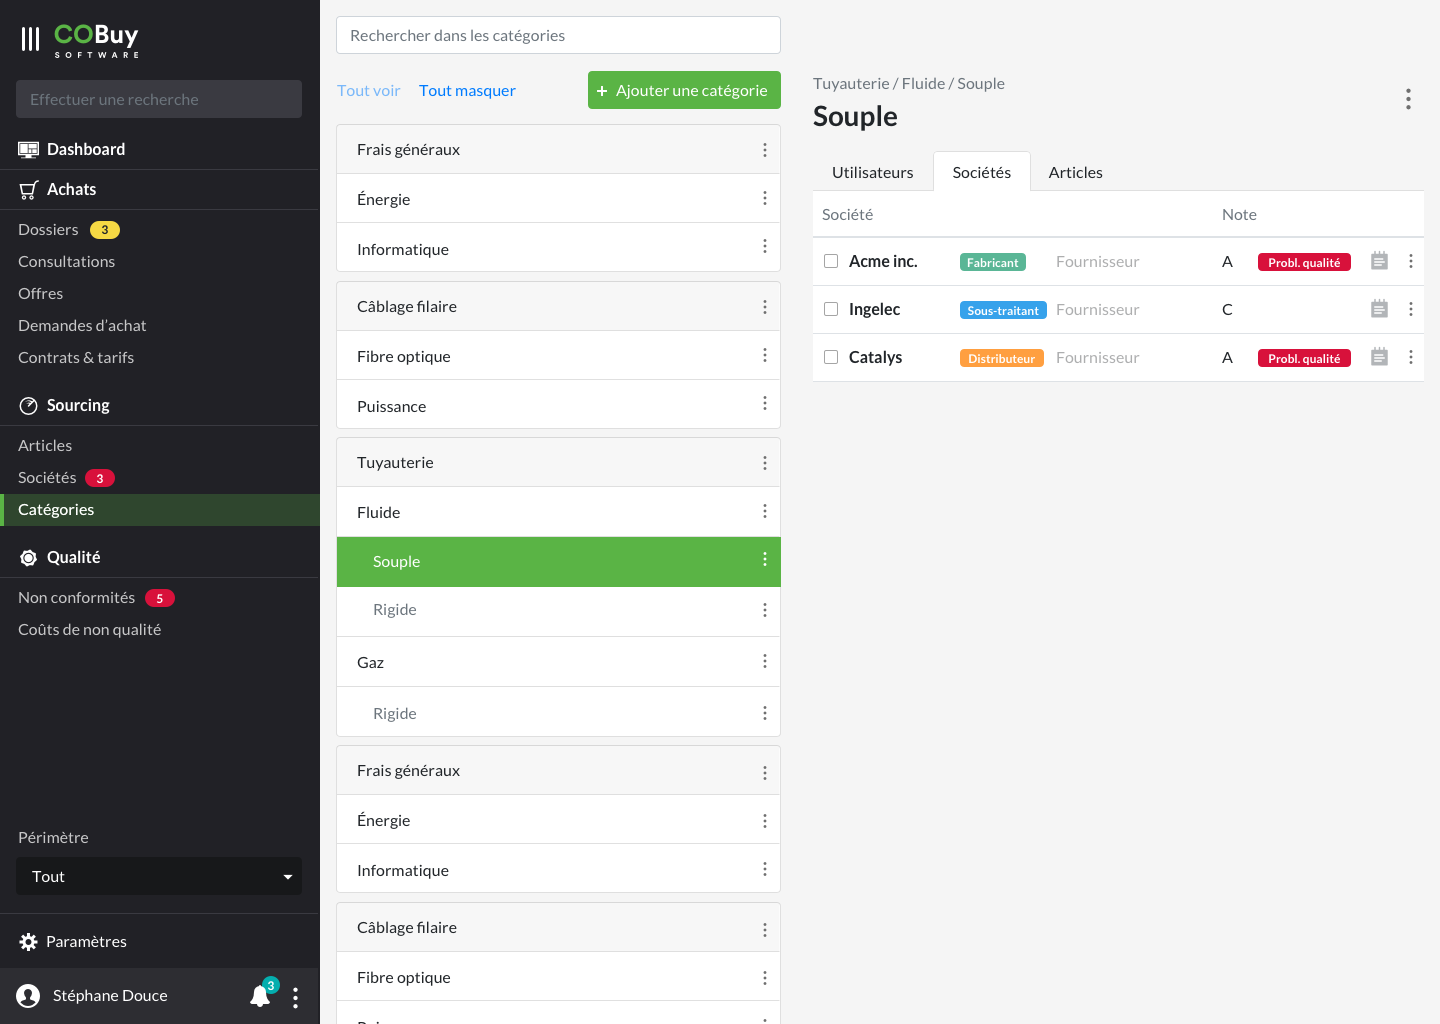 COBuy
SOFTWARE
Effectuer une recherche
Dashboard
Achats
Dossiers 3
Consultations
Offres
Demandes d’achat
Contrats & tarifs
Sourcing
Articles
Sociétés 3
Catégories
Qualité
Non conformités 5
Coûts de non qualité
Périmètre
Tout
Paramètres
Stéphane Douce 3
Rechercher dans les catégories
Tout voir Tout masquer + Ajouter une catégorie
Frais généraux
Énergie
Informatique
Câblage filaire
Fibre optique
Puissance
Tuyauterie
Fluide
Souple
Rigide
Gaz
Rigide
Frais généraux
Énergie
Informatique
Câblage filaire
Fibre optique
Tuyauterie / Fluide / Souple
Souple
Utilisateurs Sociétés Articles
Société Note
Acme inc. Fabricant Fournisseur A Probl. qualité
Ingelec Sous-traitant Fournisseur C
Catalys Distributeur Fournisseur A Probl. qualité